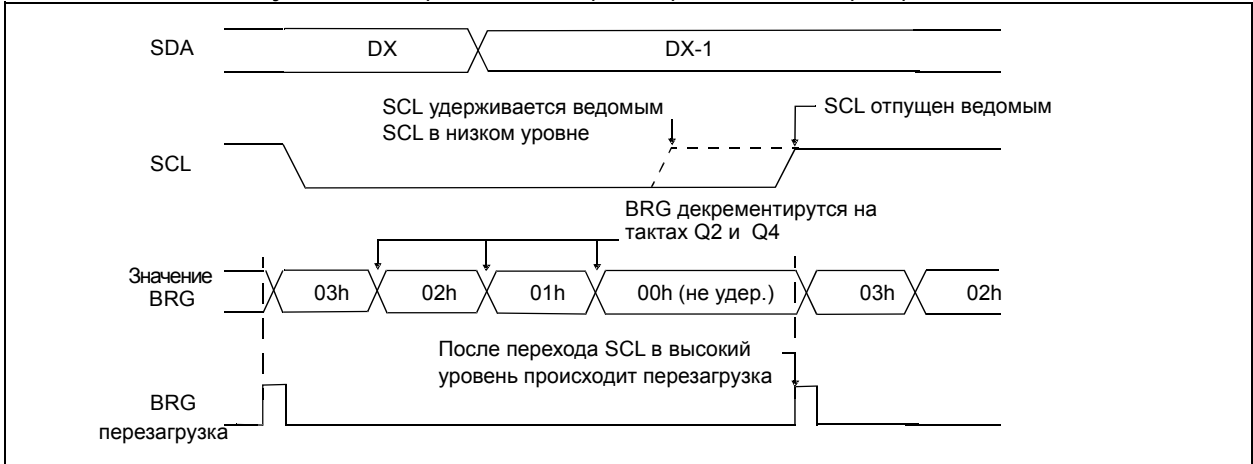 SDA
DX
DX-1
SCL удерживается ведомым
SCL в низком уровне
SCL отпущен ведомым
SCL
BRG декрементирутся на
тактах Q2 и Q4
Значение
BRG
03h
02h
01h
00h (не удер.)
03h
02h
После перехода SCL в высокий
уровень происходит перезагрузка
BRG
перезагрузка